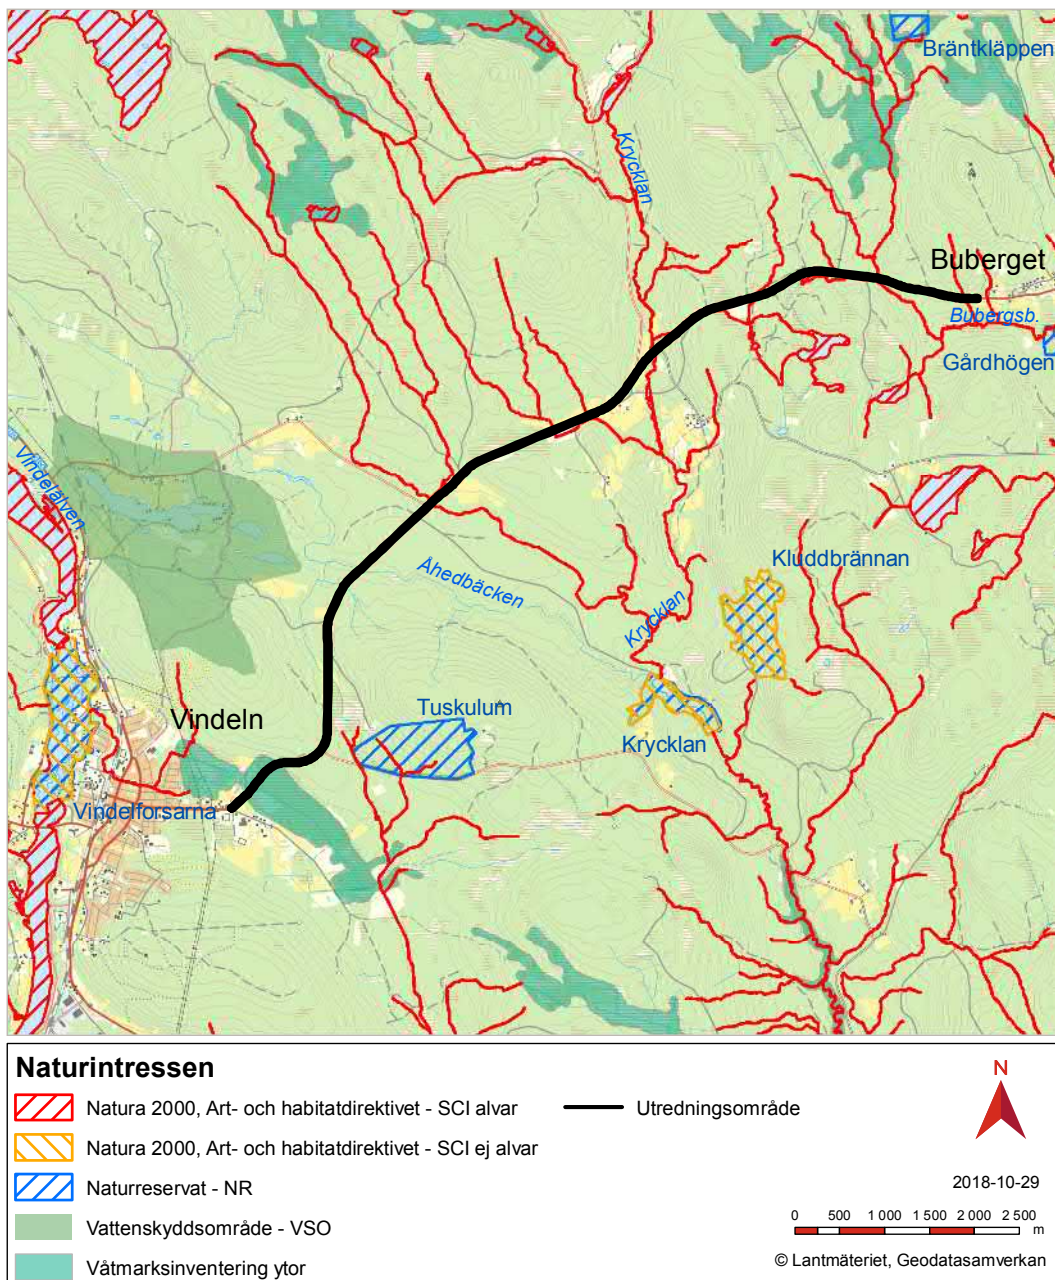 Bräntkläppen
Krycklan
Buberget
Bubergsb.
Gårdhögen
Vindelälven
Kluddbrännan
Åhedbäcken
Krycklan
Tuskulum
Vindeln
Krycklan
Vindelforsarna
Naturintressen
Natura 2000, Art- och habitatdirektivet - SCI alvar
Utredningsområde
Natura 2000, Art- och habitatdirektivet - SCI ej alvar
Naturreservat - NR
Vattenskyddsområde - VSO
Våtmarksinventering ytor
N
2018-10-29
0 500 1 000 1 500 2 000 2 500
m
© Lantmäteriet, Geodatasamverkan